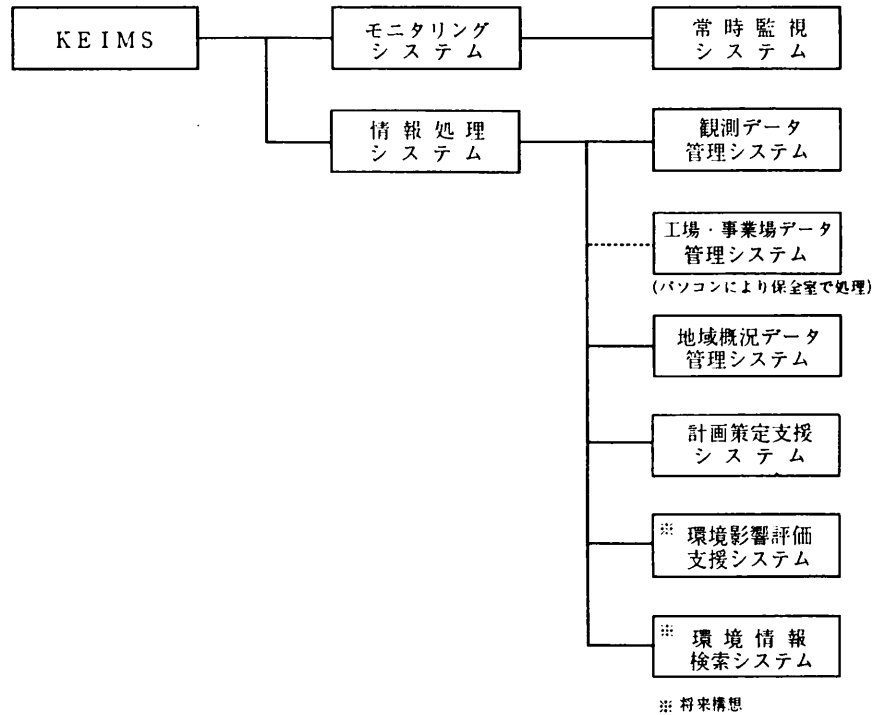 KEIMS
モニタリング
システム
常時監視
システム
情報処理
システム
観測データ
管理システム
工場・事業場データ
管理システム
(パソコンにより保全室で処理)
地域概況データ
管理システム
計画策定支援
システム
※ 環境影響評価
支援システム
※ 環境情報
検索システム
※ 将来構想